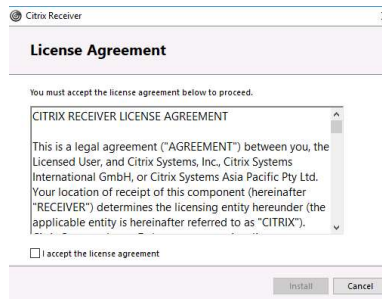 Citrix Receiver
License Agreement
You must accept the license agreement below to proceed.
CITRIX RECEIVER LICENSE AGREEMENT
This is a legal agreement ("AGREEMENT") between you, the
Licensed User, and Citrix Systems, Inc., Citrix Systems
International GmbH, or Citrix Systems Asia Pacific Pty Ltd.
Your location of receipt of this component (hereinafter
"RECEIVER") determines the licensing entity hereunder (the
applicable entity is hereinafter referred to as "CITRIX").
I accept the license agreement
Install Cancel